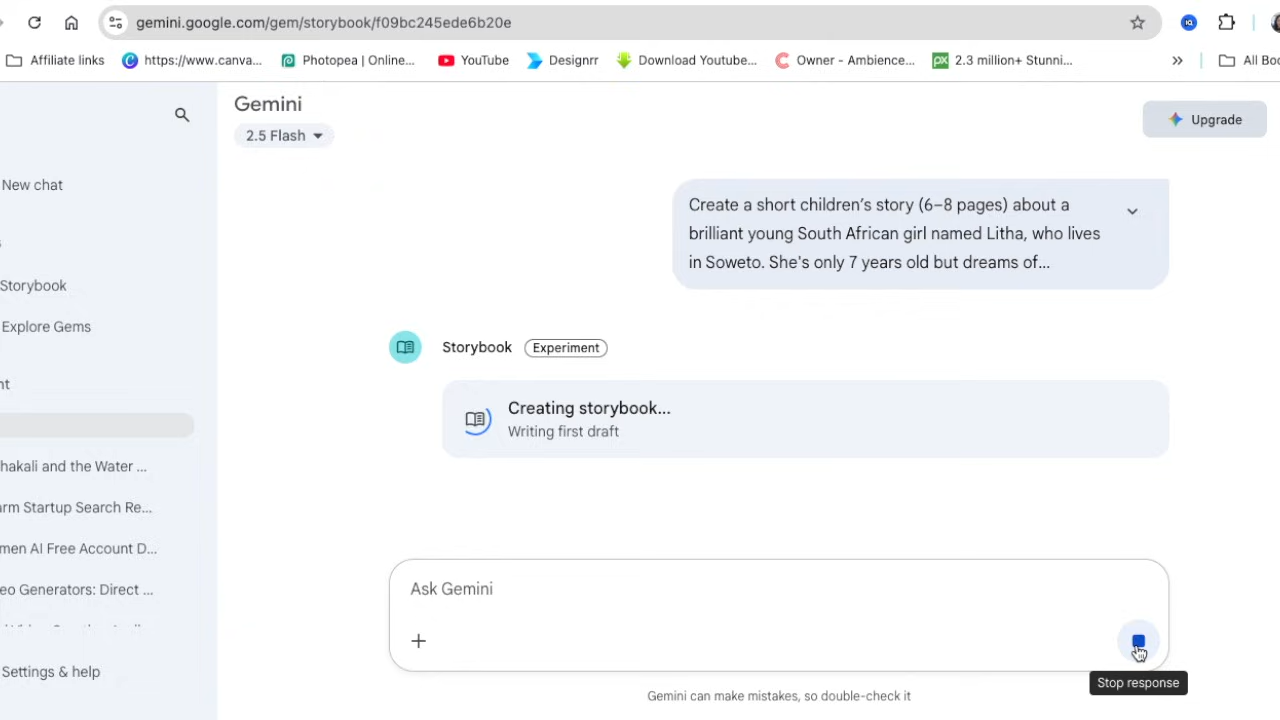 gemini.google.com/gem/storybook/f09bc245ede6b20e
Affiliate links https://www.canva... Photopea | Online... YouTube Designrr Download Youtube... Owner - Ambience... 2.3 million+ Stunni... » All Boo
Gemini
2.5 Flash
Upgrade
New chat
Storybook
Explore Gems
nt
hakali and the Water ...
arm Startup Search Re...
men AI Free Account D...
eo Generators: Direct ...
Settings & help
Create a short children’s story (6–8 pages) about a
brilliant young South African girl named Litha, who lives
in Soweto. She's only 7 years old but dreams of...
Storybook Experiment
Creating storybook...
Writing first draft
Ask Gemini
Stop response
Gemini can make mistakes, so double-check it